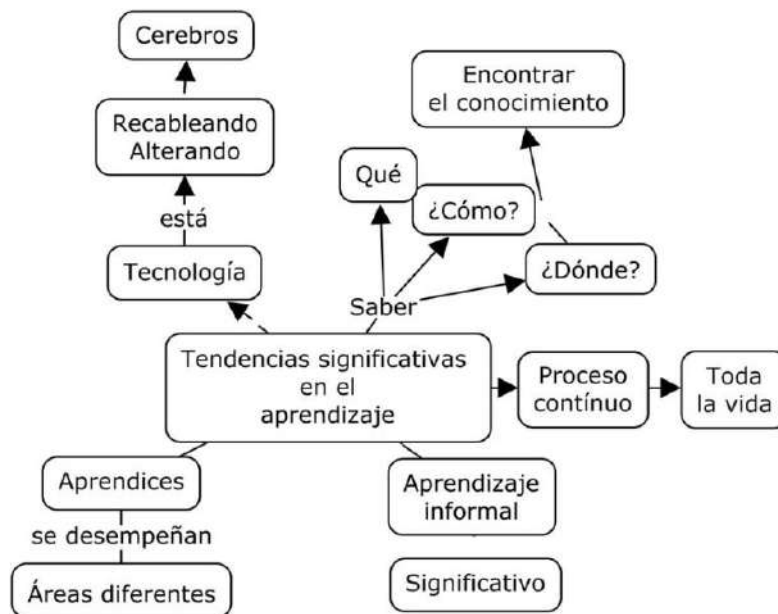 Cerebros
Recableando
Alterando
está
Tecnología
Encontrar
el conocimiento
Qué
¿Cómo?
¿Dónde?
Saber
Tendencias significativas
en el
aprendizaje
Proceso
contínuo
Toda
la vida
Aprendices
se desempeñan
Áreas diferentes
Aprendizaje
informal
Significativo